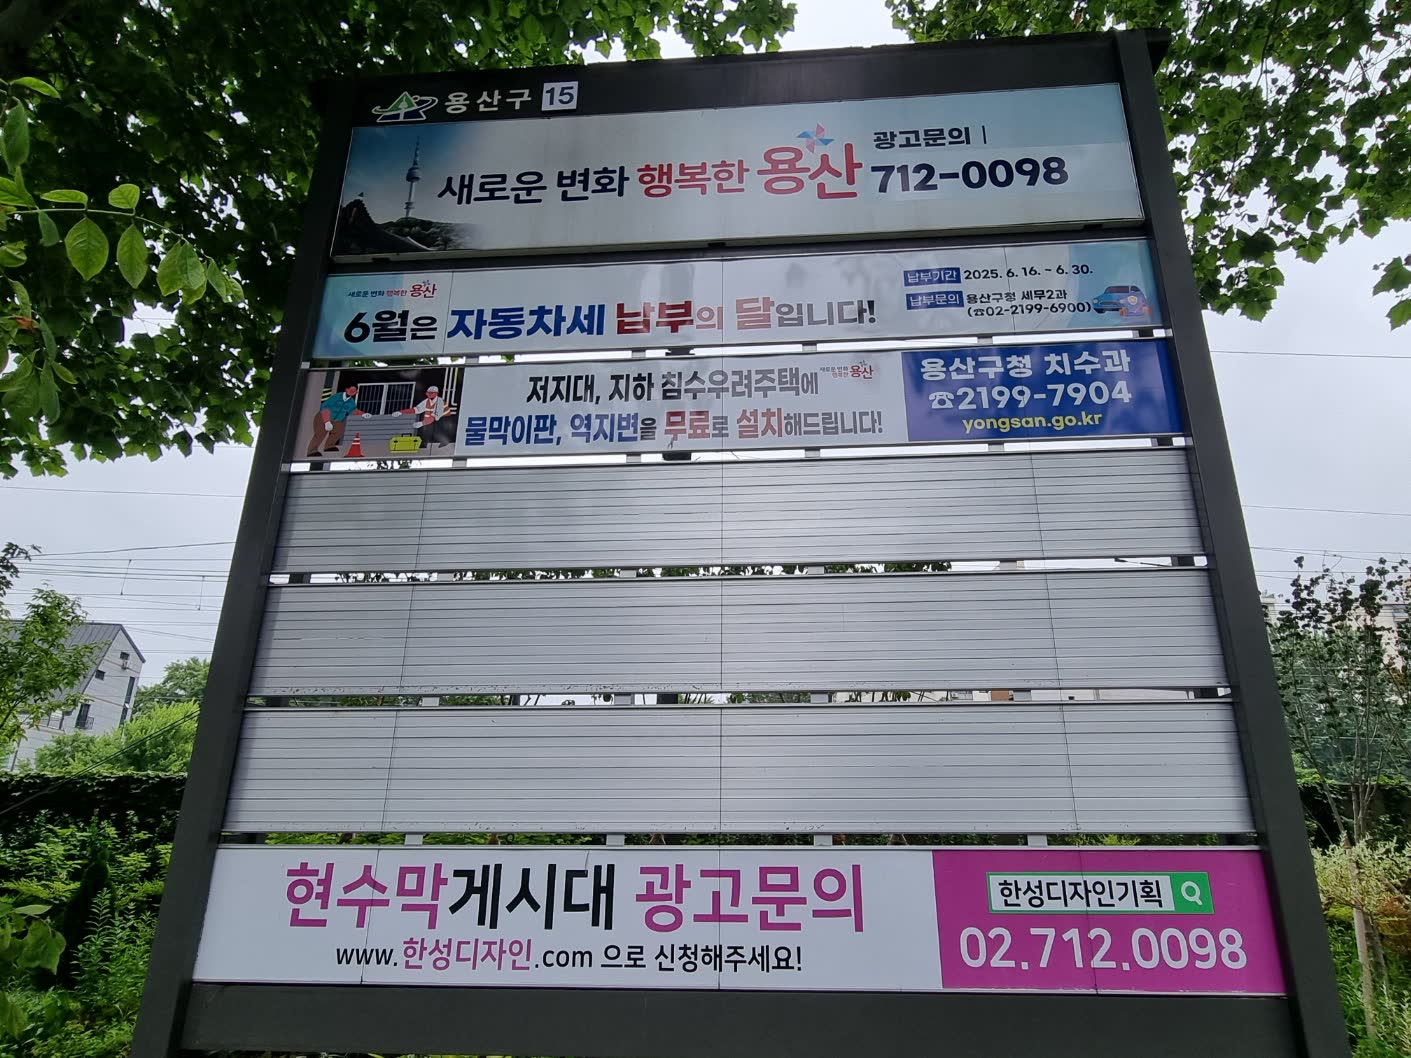 용산구 15
새로운 변화 행복한 용산 광고문의 | 712-0098
새로운 변화 행복한 용산
6월은 자동차세 납부의 달입니다!
납부기간 2025. 6. 16. ~ 6. 30.
납부문의 용산구청 세무2과
(☎02-2199-6900)
저지대, 지하 침수우려주택에
새로운 변화 행복한 용산
물막이판, 역지변을 무료로 설치해드립니다!
용산구청 치수과
☎2199-7904
yongsan.go.kr
현수막게시대 광고문의
www.한성디자인.com 으로 신청해주세요!
한성디자인기획
02.712.0098